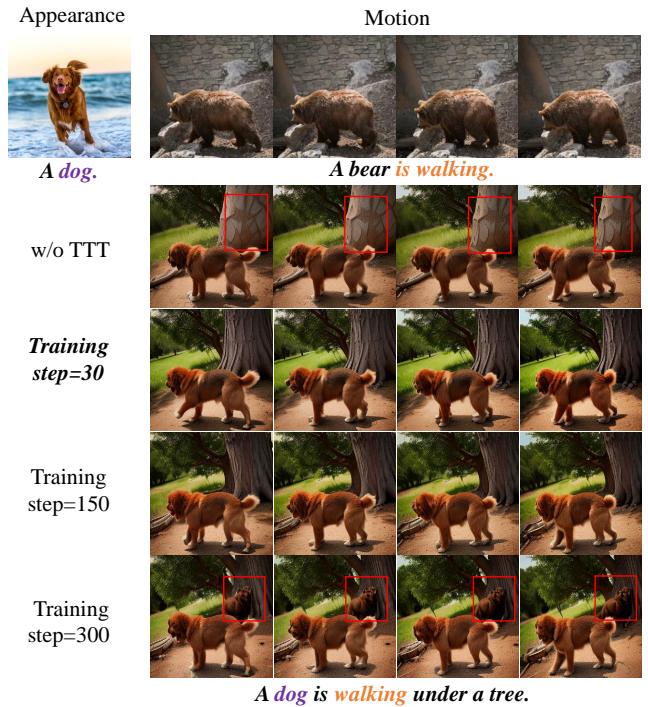 Appearance
Motion
A dog.
A bear is walking.
w/o TTT
Training
step=30
Training
step=150
Training
step=300
A dog is walking under a tree.